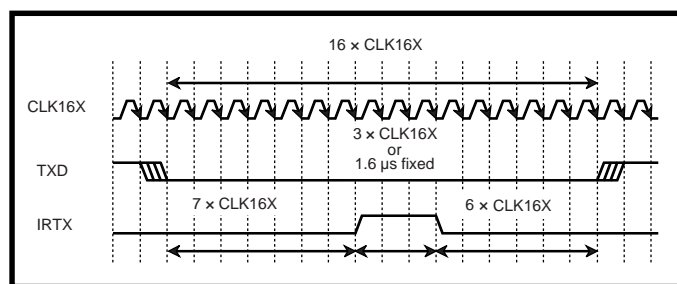 16 × CLK16X
CLK16X
3 × CLK16X
or
1.6 µs fixed
TXD
7 × CLK16X
6 × CLK16X
IRTX